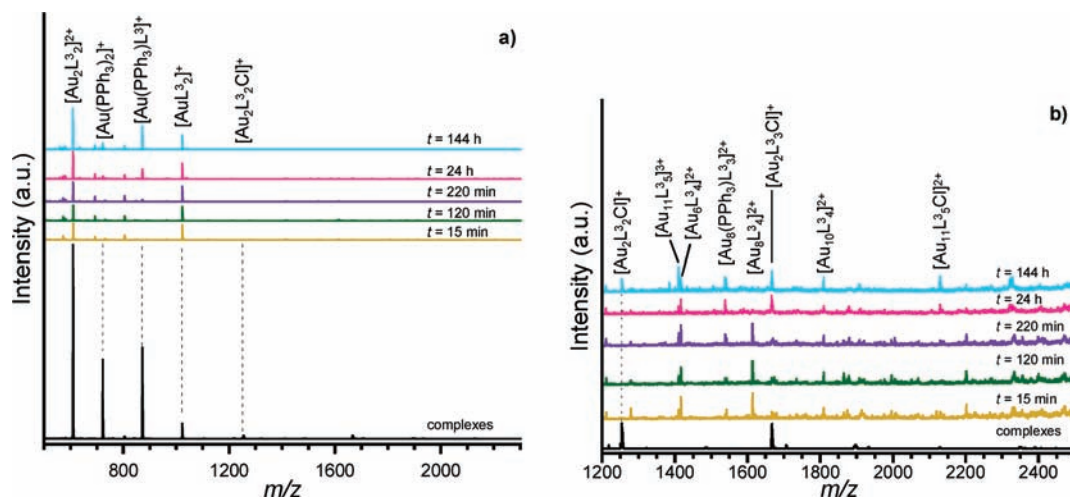 a)
[Au₂L³₂]²⁺
[Au(PPh₃)₂]⁺
[Au(PPh₃)L³]⁺
[AuL³₂]⁺
[Au₂L³₂Cl]⁺
t = 144 h
t = 24 h
t = 220 min
t = 120 min
t = 15 min
complexes
Intensity (a.u.)
800 1200 1600 2000
m/z
b)
[Au₂L³₂Cl]⁺
[Au₁₁L³₅]³⁺
[Au₆L³₄]²⁺
[Au₈(PPh₃)L³₃]²⁺
[Au₈L³₄]²⁺
[Au₂L³₃Cl]⁺
[Au₁₀L³₄]²⁺
[Au₁₁L³₅Cl]²⁺
t = 144 h
t = 24 h
t = 220 min
t = 120 min
t = 15 min
complexes
Intensity (a.u.)
1200 1400 1600 1800 2000 2200 2400
m/z